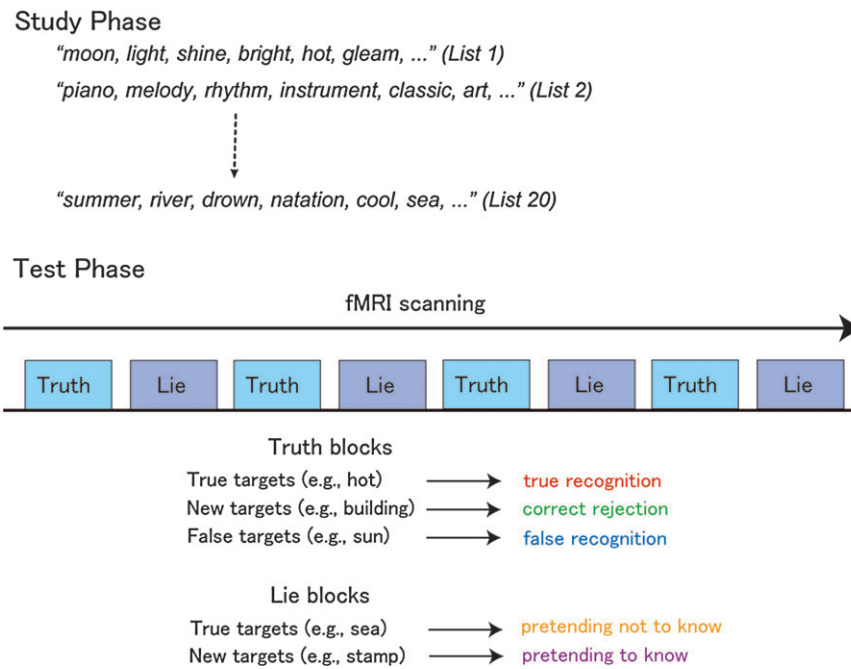 Study Phase
“moon, light, shine, bright, hot, gleam, ...” (List 1)
“piano, melody, rhythm, instrument, classic, art, ...” (List 2)
“summer, river, drown, natation, cool, sea, ...” (List 20)
Test Phase
fMRI scanning
Truth Lie Truth Lie Truth Lie Truth Lie
Truth blocks
True targets (e.g., hot) true recognition
New targets (e.g., building) correct rejection
False targets (e.g., sun) false recognition
Lie blocks
True targets (e.g., sea) pretending not to know
New targets (e.g., stamp) pretending to know